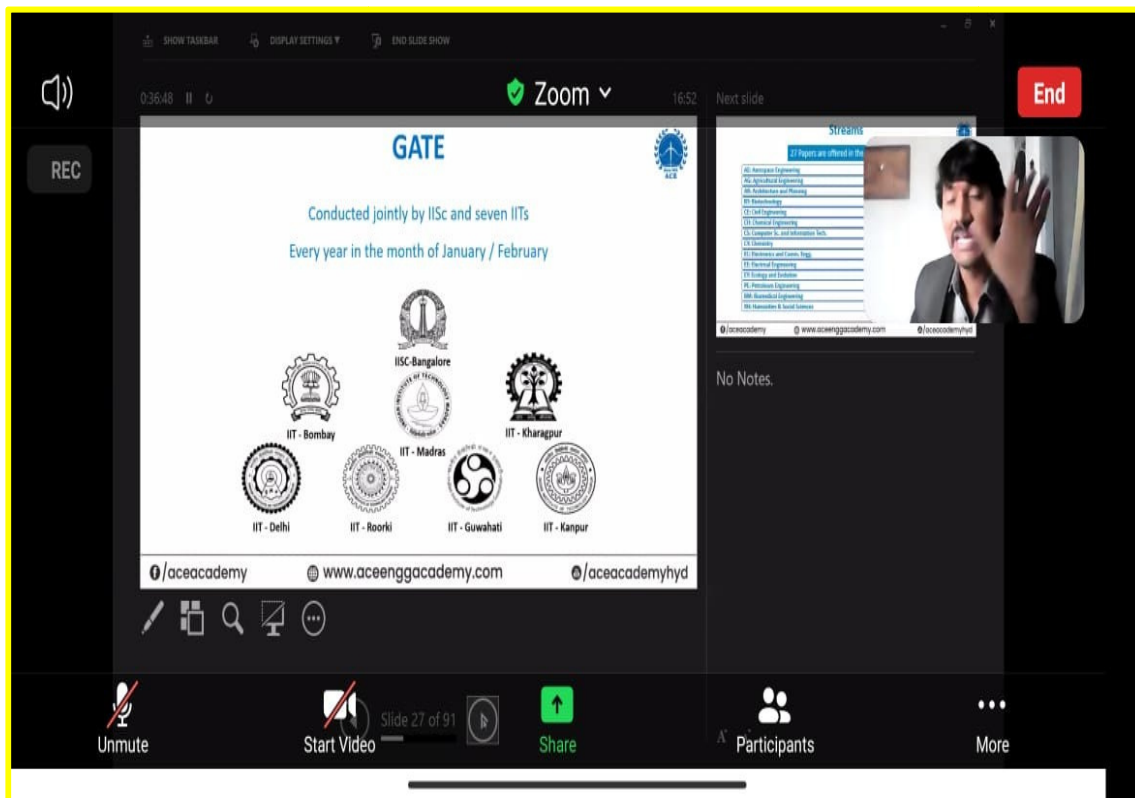 SHOW TASKBAR DISPLAY SETTINGS ▼ END SLIDE SHOW
REC
0:36:48
Zoom
16:52
Next slide
End
GATE
ACE
Conducted jointly by IISc and seven IITs
Every year in the month of January / February
IISC-Bangalore
IIT - Bombay
IIT - Madras
IIT - Kharagpur
IIT - Delhi
IIT - Roorki
IIT - Guwahati
IIT - Kanpur
/aceacademy
www.aceenggacademy.com
/aceacademyhyd
Streams
27 Papers are offered in the
AE: Aerospace Engineering
AG: Agricultural Engineering
AR: Architecture and Planning
BT: Biotechnology
CE: Civil Engineering
CH: Chemical Engineering
CS: Computer Sc. and Information Tech.
CY: Chemistry
EC: Electronics and Comm. Engg.
EE: Electrical Engineering
EY: Ecology and Evolution
PE: Petroleum Engineering
BM: Biomedical Engineering
XH: Humanities & Social Sciences
/aceacademy
www.aceenggacademy.com
/aceacademyhyd
No Notes.
Slide 27 of 91
Unmute
Start Video
Share
Participants
More